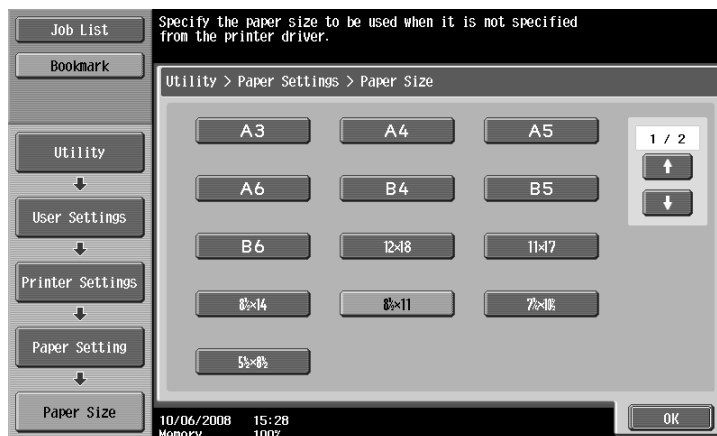 Job List
Bookmark
Utility
User Settings
Printer Settings
Paper Setting
Paper Size
Specify the paper size to be used when it is not specified
from the printer driver.
Utility > Paper Settings > Paper Size
A3 A4 A5
A6 B4 B5
B6 12×18 11×17
8½×14 8½×11 7¼×10½
5½×8½
1 / 2
10/06/2008 15:28
Memory 100%
OK